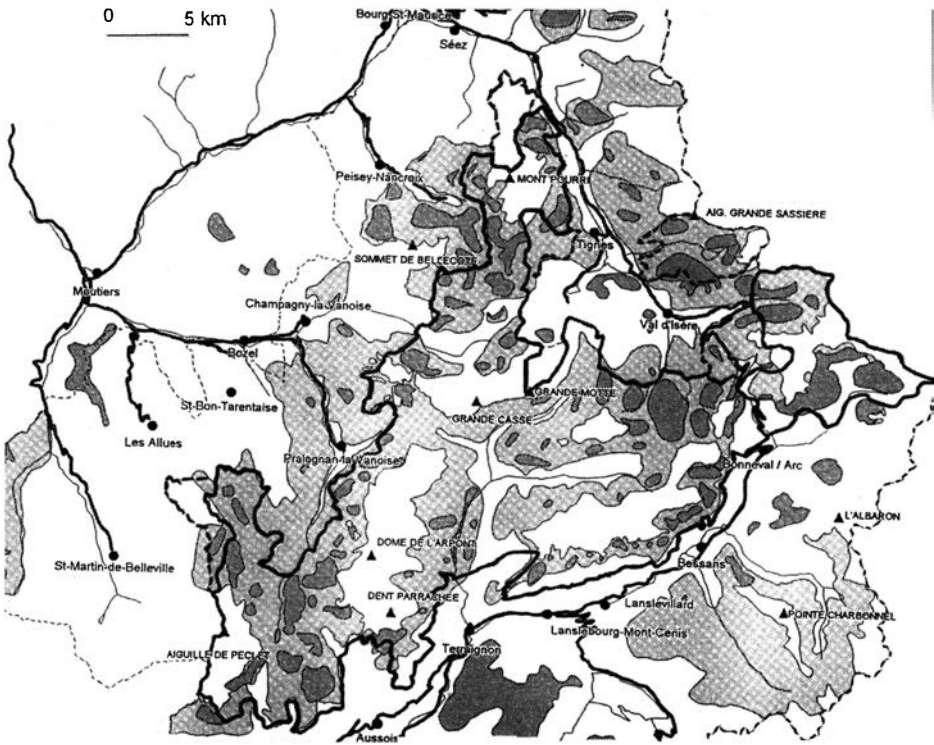 0 5 km
Bourg-St-Maurice
Séez
Peisey-Nancroix
MONT POURRI
AIG. GRANDE SASSIERE
Tignes
SOMMET DE BELLECOTE
Moutiers
Champagny-la-Vanoise
Val d'Isère
Bozel
St-Bon-Tarentaise
GRANDE MOTTE
GRANDE CASSE
Les Allues
Pralognan-la-Vanoise
Bonneval / Arc
L'ALBARON
DOME DE L'ARPONT
St-Martin-de-Belleville
Bessans
DENT PARRACHEE
Lanslevillard
POINTE CHARBONNEL
Lanslebourg-Mont-Cenis
AIGUILLE DE PECLET
Termignon
Aussois